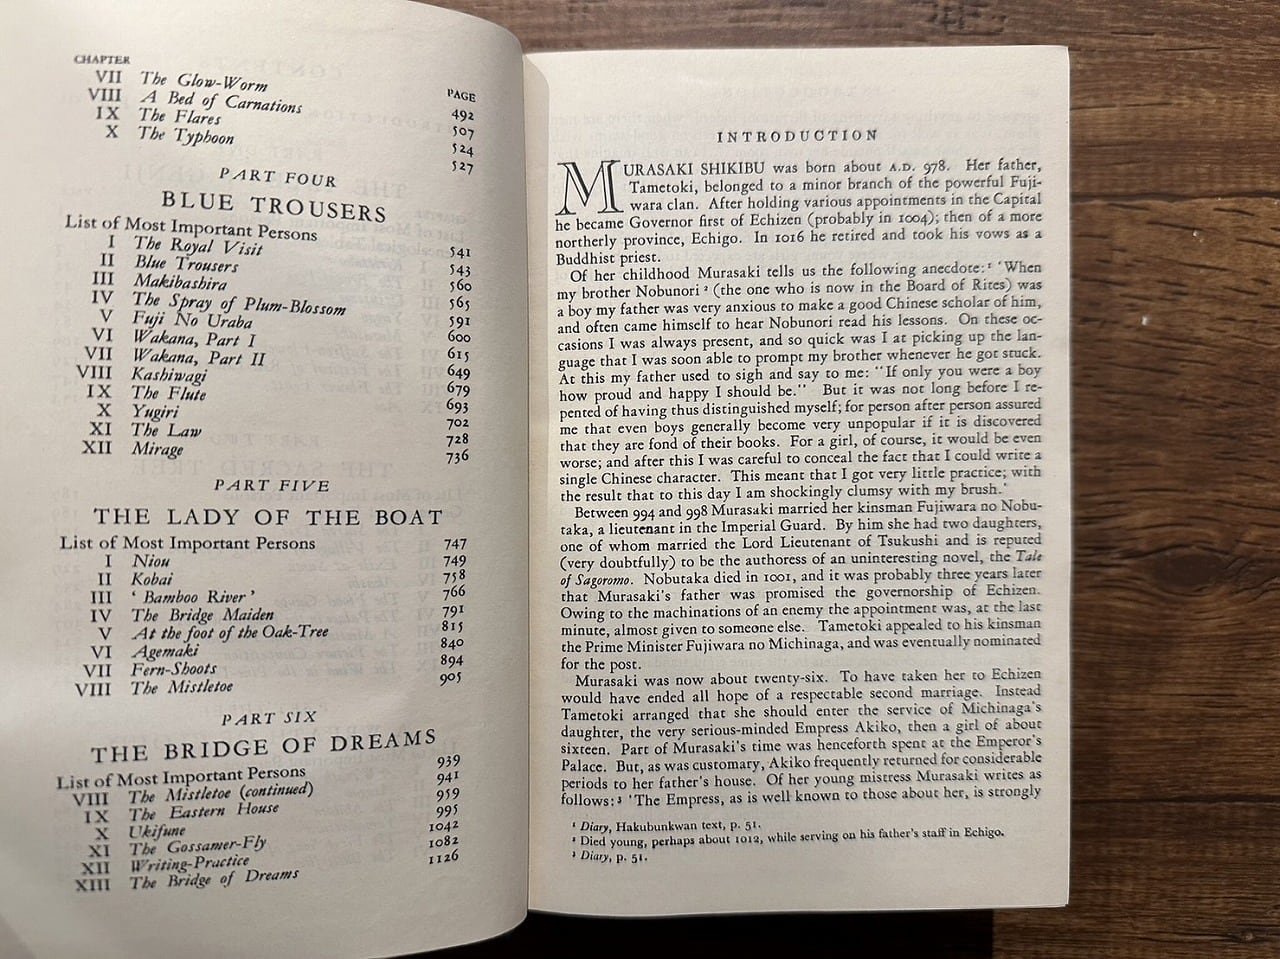 CHAPTER PAGE
VII The Glow-Worm 492
VIII A Bed of Carnations 507
IX The Flares 524
X The Typhoon 527
PART FOUR
BLUE TROUSERS
List of Most Important Persons 541
I The Royal Visit 543
II Blue Trousers 560
III Makibashira 565
IV The Spray of Plum-Blossom 591
V Fuji No Uraba 600
VI Wakana, Part I 615
VII Wakana, Part II 649
VIII Kashiwagi 679
IX The Flute 693
X Yugiri 702
XI The Law 728
XII Mirage 736
PART FIVE
THE LADY OF THE BOAT
List of Most Important Persons 747
I Niou 749
II Kobai 758
III ' Bamboo River ' 766
IV The Bridge Maiden 791
V At the foot of the Oak-Tree 815
VI Agemaki 840
VII Fern-Shoots 894
VIII The Mistletoe 905
PART SIX
THE BRIDGE OF DREAMS
List of Most Important Persons 939
VIII The Mistletoe (continued) 941
IX The Eastern House 959
X Ukifune 995
XI The Gossamer-Fly 1042
XII Writing-Practice 1082
XIII The Bridge of Dreams 1126
INTRODUCTION
MURASAKI SHIKIBU was born about A.D. 978. Her father,
Tametoki, belonged to a minor branch of the powerful Fuji-
wara clan. After holding various appointments in the Capital
he became Governor first of Echizen (probably in 1004); then of a more
northerly province, Echigo. In 1016 he retired and took his vows as a
Buddhist priest.
Of her childhood Murasaki tells us the following anecdote:¹ 'When
my brother Nobunori ² (the one who is now in the Board of Rites) was
a boy my father was very anxious to make a good Chinese scholar of him,
and often came himself to hear Nobunori read his lessons. On these oc-
casions I was always present, and so quick was I at picking up the lan-
guage that I was soon able to prompt my brother whenever he got stuck.
At this my father used to sigh and say to me: "If only you were a boy
how proud and happy I should be." But it was not long before I re-
pented of having thus distinguished myself; for person after person assured
me that even boys generally become very unpopular if it is discovered
that they are fond of their books. For a girl, of course, it would be even
worse; and after this I was careful to conceal the fact that I could write a
single Chinese character. This meant that I got very little practice; with
the result that to this day I am shockingly clumsy with my brush.'
Between 994 and 998 Murasaki married her kinsman Fujiwara no Nobu-
taka, a lieutenant in the Imperial Guard. By him she had two daughters,
one of whom married the Lord Lieutenant of Tsukushi and is reputed
(very doubtfully) to be the authoress of an uninteresting novel, the Tale
of Sagoromo. Nobutaka died in 1001, and it was probably three years later
that Murasaki's father was promised the governorship of Echizen.
Owing to the machinations of an enemy the appointment was, at the last
minute, almost given to someone else. Tametoki appealed to his kinsman
the Prime Minister Fujiwara no Michinaga, and was eventually nominated
for the post.
Murasaki was now about twenty-six. To have taken her to Echizen
would have ended all hope of a respectable second marriage. Instead
Tametoki arranged that she should enter the service of Michinaga's
daughter, the very serious-minded Empress Akiko, then a girl of about
sixteen. Part of Murasaki's time was henceforth spent at the Emperor's
Palace. But, as was customary, Akiko frequently returned for considerable
periods to her father's house. Of her young mistress Murasaki writes as
follows:³ 'The Empress, as is well known to those about her, is strongly
¹ Diary, Hakubunkwan text, p. 51.
² Died young, perhaps about 1012, while serving on his father's staff in Echigo.
³ Diary, p. 51.